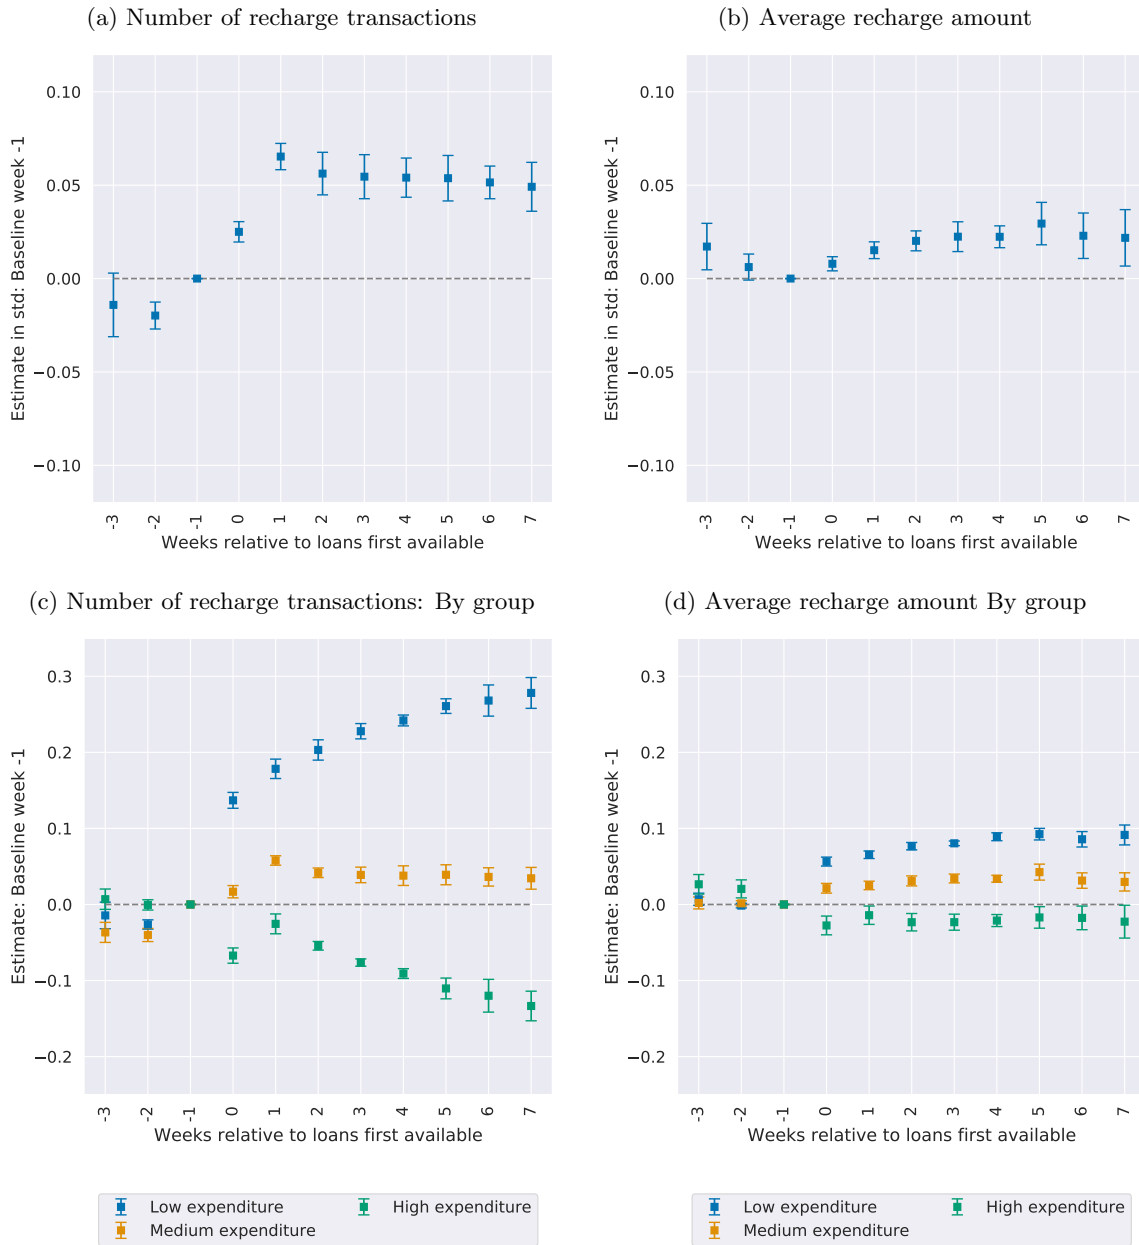 (a) Number of recharge transactions
0.10
0.05
0.00
−0.05
−0.10
Estimate in std: Baseline week -1
-3 -2 -1 0 1 2 3 4 5 6 7
Weeks relative to loans first available
(b) Average recharge amount
0.10
0.05
0.00
−0.05
−0.10
Estimate in std: Baseline week -1
-3 -2 -1 0 1 2 3 4 5 6 7
Weeks relative to loans first available
(c) Number of recharge transactions: By group
0.3
0.2
0.1
0.0
−0.1
−0.2
Estimate: Baseline week -1
-3 -2 -1 0 1 2 3 4 5 6 7
Weeks relative to loans first available
Low expenditure
Medium expenditure
High expenditure
(d) Average recharge amount By group
0.3
0.2
0.1
0.0
−0.1
−0.2
Estimate: Baseline week -1
-3 -2 -1 0 1 2 3 4 5 6 7
Weeks relative to loans first available
Low expenditure
Medium expenditure
High expenditure